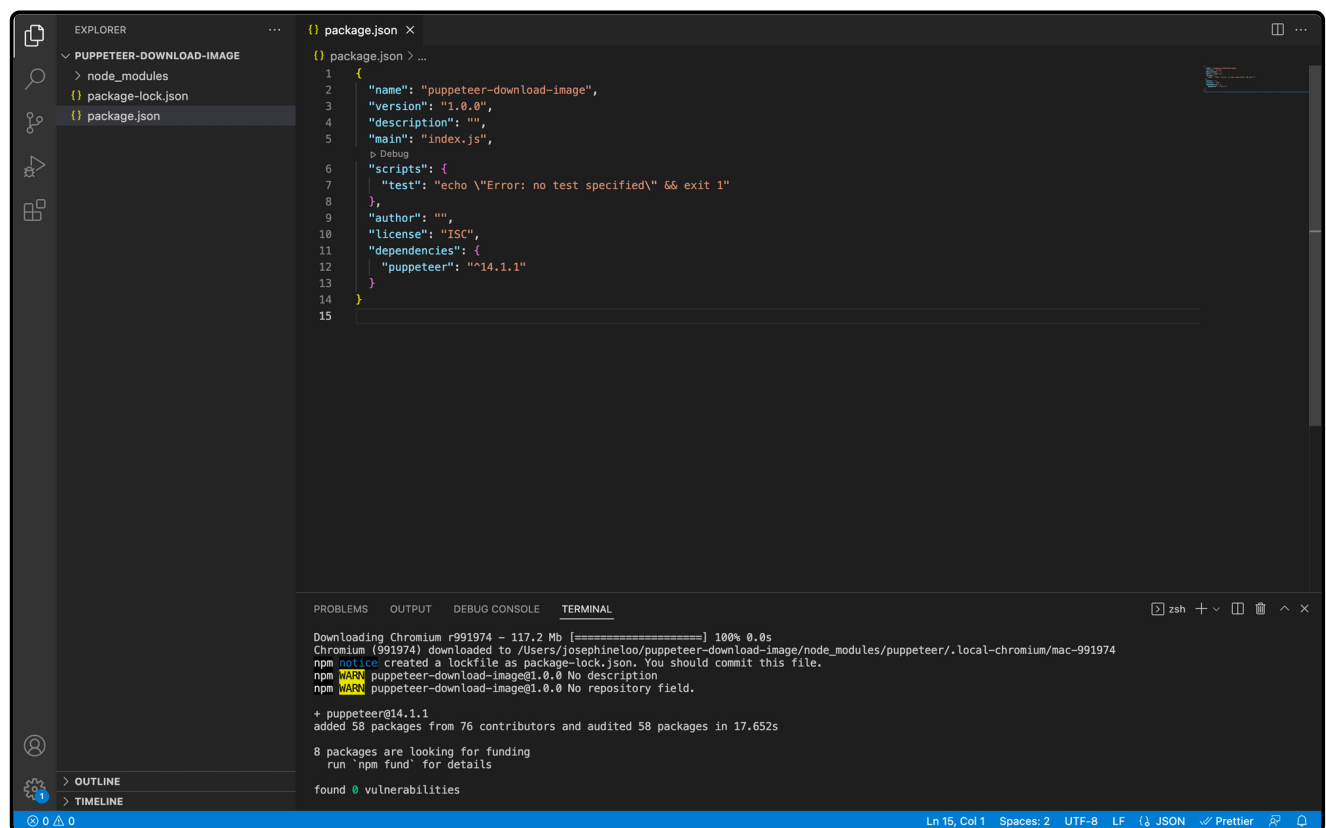 EXPLORER
PUPPETEER-DOWNLOAD-IMAGE
node_modules
{} package-lock.json
{} package.json
OUTLINE
TIMELINE
{} package.json ×
{} package.json > ...
1 {
2 "name": "puppeteer-download-image",
3 "version": "1.0.0",
4 "description": "",
5 "main": "index.js",
Debug
6 "scripts": {
7 "test": "echo \"Error: no test specified\" && exit 1"
8 },
9 "author": "",
10 "license": "ISC",
11 "dependencies": {
12 "puppeteer": "^14.1.1"
13 }
14 }
15
PROBLEMS OUTPUT DEBUG CONSOLE TERMINAL zsh
Downloading Chromium r991974 - 117.2 Mb [====================] 100% 0.0s
Chromium (991974) downloaded to /Users/josephineloo/puppeteer-download-image/node_modules/puppeteer/.local-chromium/mac-991974
npm notice created a lockfile as package-lock.json. You should commit this file.
npm WARN puppeteer-download-image@1.0.0 No description
npm WARN puppeteer-download-image@1.0.0 No repository field.
+ puppeteer@14.1.1
added 58 packages from 76 contributors and audited 58 packages in 17.652s
8 packages are looking for funding
run `npm fund` for details
found 0 vulnerabilities
1
0 0 Ln 15, Col 1 Spaces: 2 UTF-8 LF {} JSON Prettier